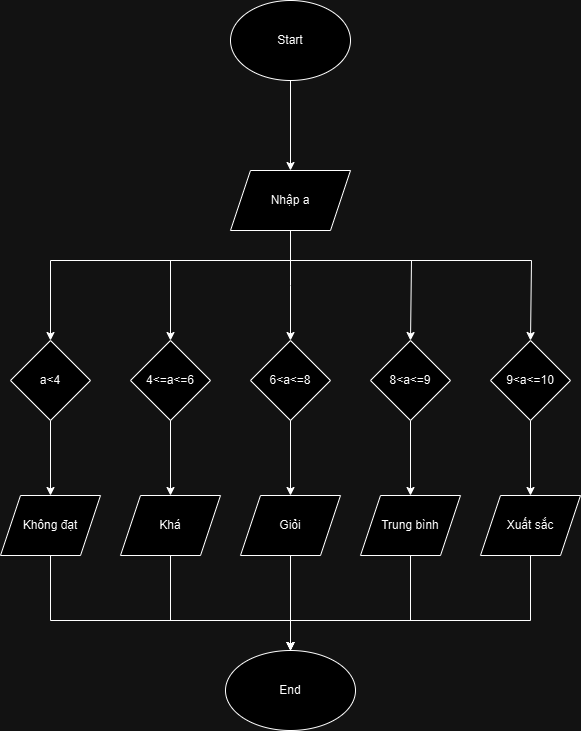 Start
Nhập a
a<4
4<=a<=6
6<a<=8
8<a<=9
9<a<=10
Không đạt
Khá
Giỏi
Trung bình
Xuất sắc
End